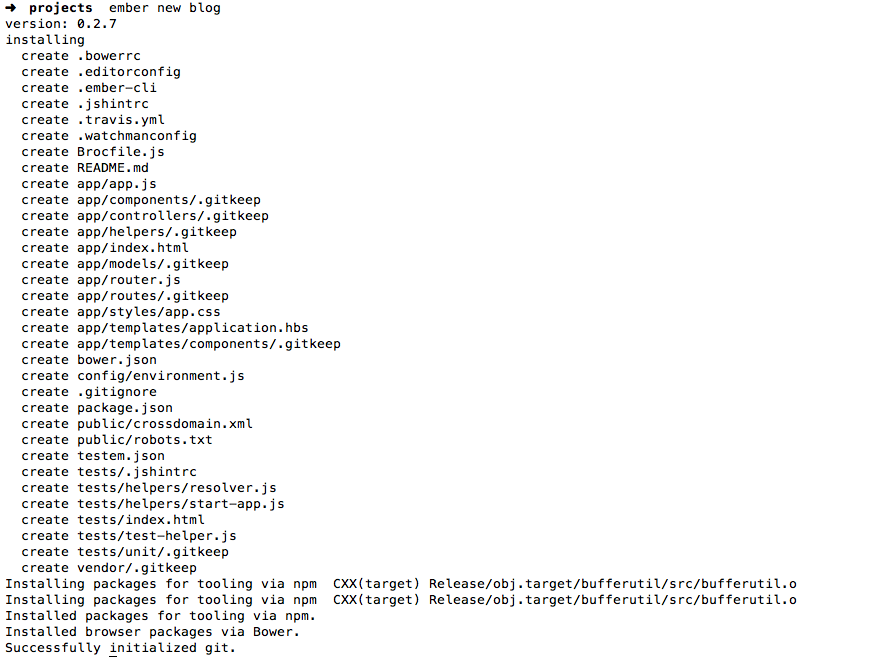 ➜  projects  ember new blog
version: 0.2.7
installing
  create .bowerrc
  create .editorconfig
  create .ember-cli
  create .jshintrc
  create .travis.yml
  create .watchmanconfig
  create Brocfile.js
  create README.md
  create app/app.js
  create app/components/.gitkeep
  create app/controllers/.gitkeep
  create app/helpers/.gitkeep
  create app/index.html
  create app/models/.gitkeep
  create app/router.js
  create app/routes/.gitkeep
  create app/styles/app.css
  create app/templates/application.hbs
  create app/templates/components/.gitkeep
  create bower.json
  create config/environment.js
  create .gitignore
  create package.json
  create public/crossdomain.xml
  create public/robots.txt
  create testem.json
  create tests/.jshintrc
  create tests/helpers/resolver.js
  create tests/helpers/start-app.js
  create tests/index.html
  create tests/test-helper.js
  create tests/unit/.gitkeep
  create vendor/.gitkeep
Installing packages for tooling via npm  CXX(target) Release/obj.target/bufferutil/src/bufferutil.o
Installing packages for tooling via npm  CXX(target) Release/obj.target/bufferutil/src/bufferutil.o
Installed packages for tooling via npm.
Installed browser packages via Bower.
Successfully initialized git.